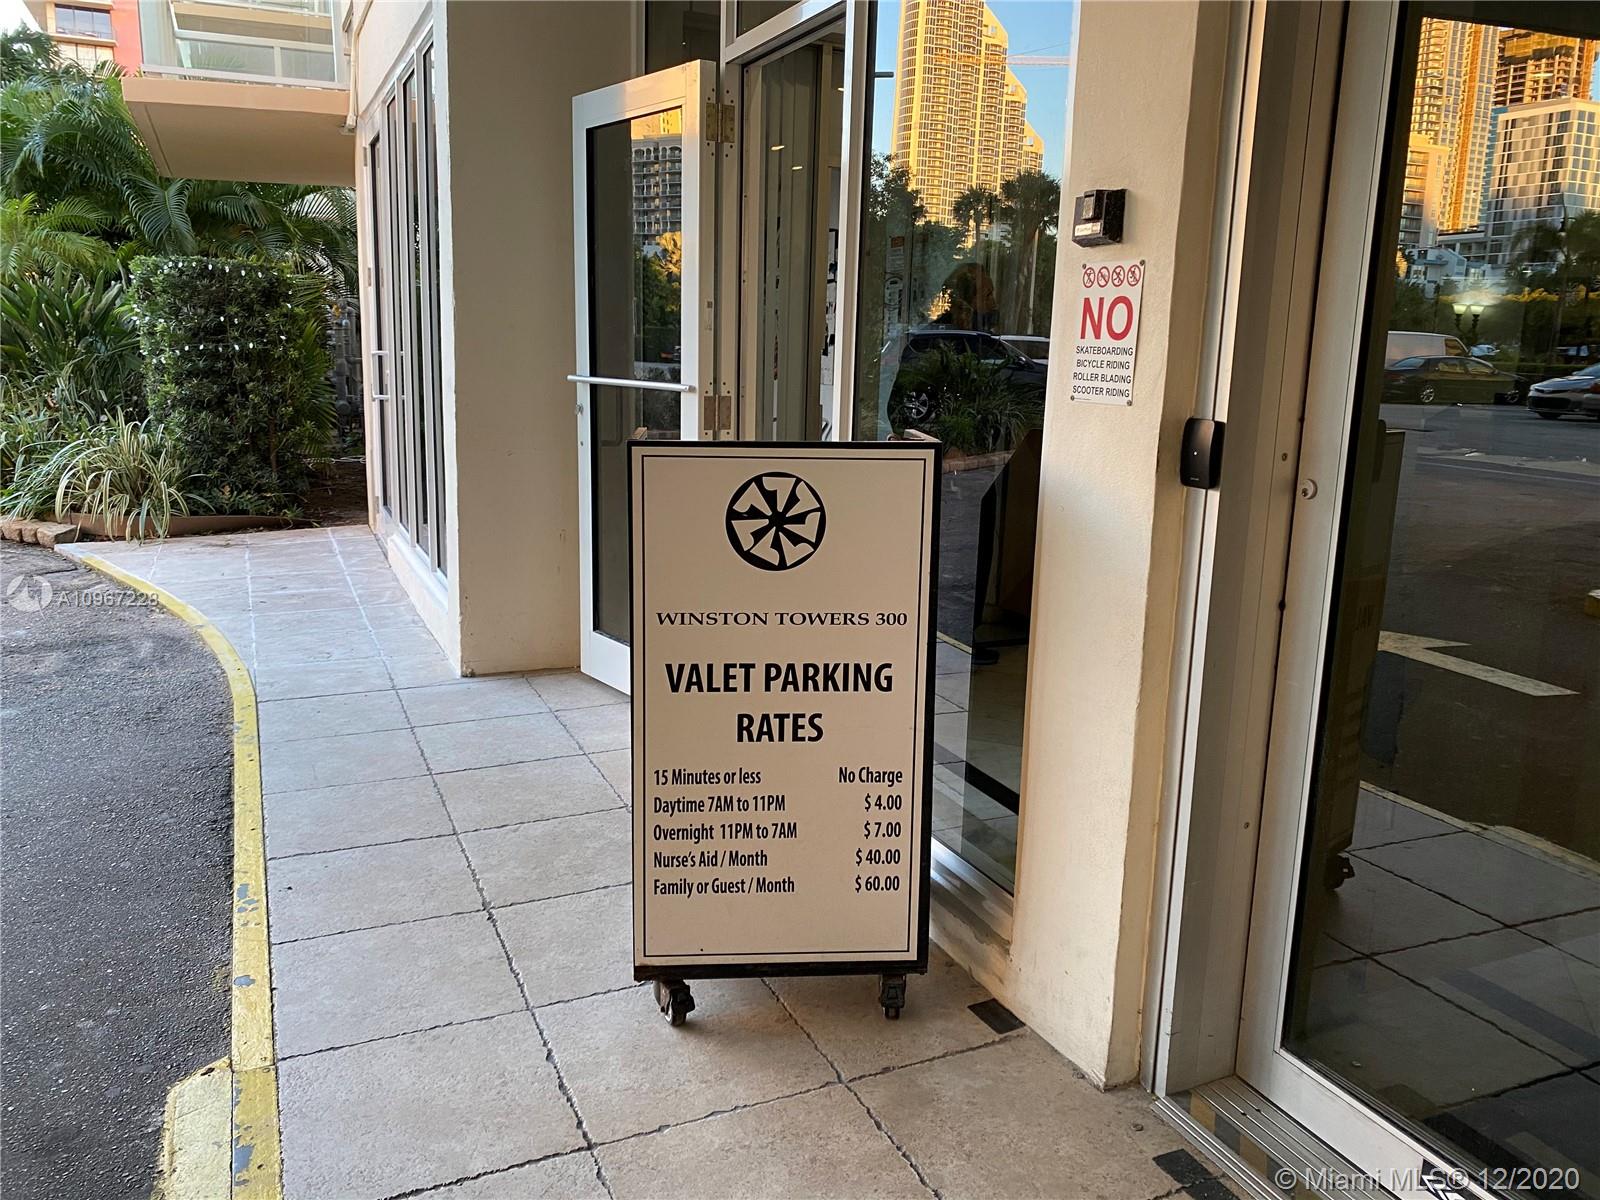 NO
SKATEBOARDING
BICYCLE RIDING
ROLLER BLADING
SCOOTER RIDING
WINSTON TOWERS 300
VALET PARKING
RATES
15 Minutes or less No Charge
Daytime 7AM to 11PM $ 4.00
Overnight 11PM to 7AM $ 7.00
Nurse's Aid / Month $ 40.00
Family or Guest / Month $ 60.00
A10967228
© Miami MLS® 12/2020